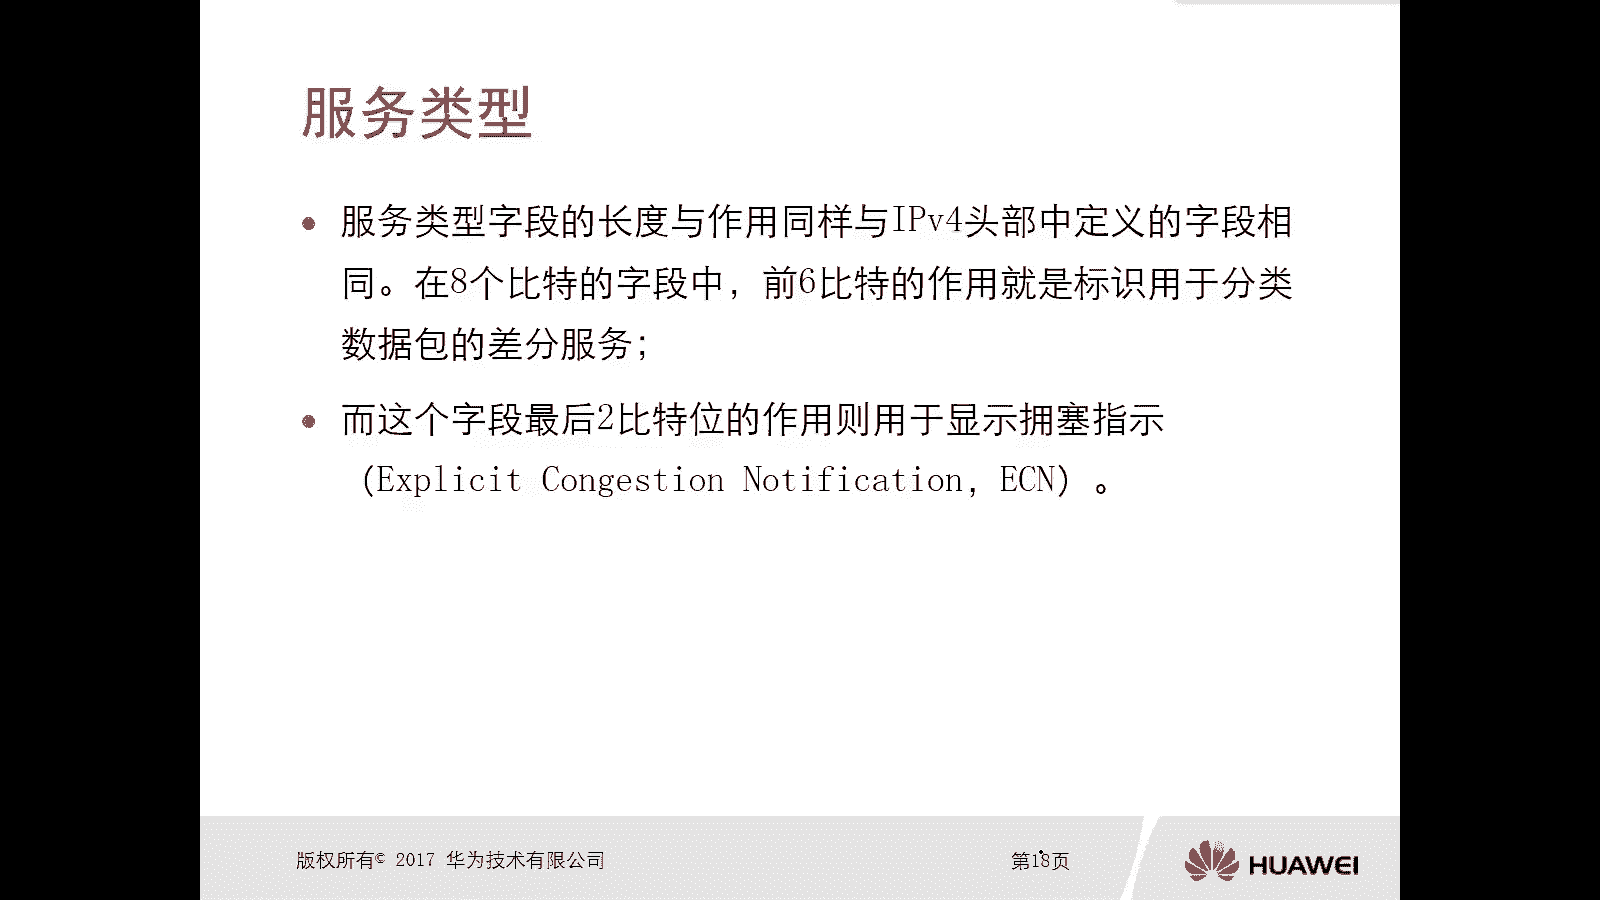 服务类型
服务类型字段的长度与作用同样与IPv4头部中定义的字段相
同。在8个比特的字段中，前6比特的作用就是标识用于分类
数据包的差分服务；
而这个字段最后2比特位的作用则用于显示拥塞指示
（Explicit Congestion Notification，ECN）。
版权所有© 2017 华为技术有限公司
第18页
HUAWEI